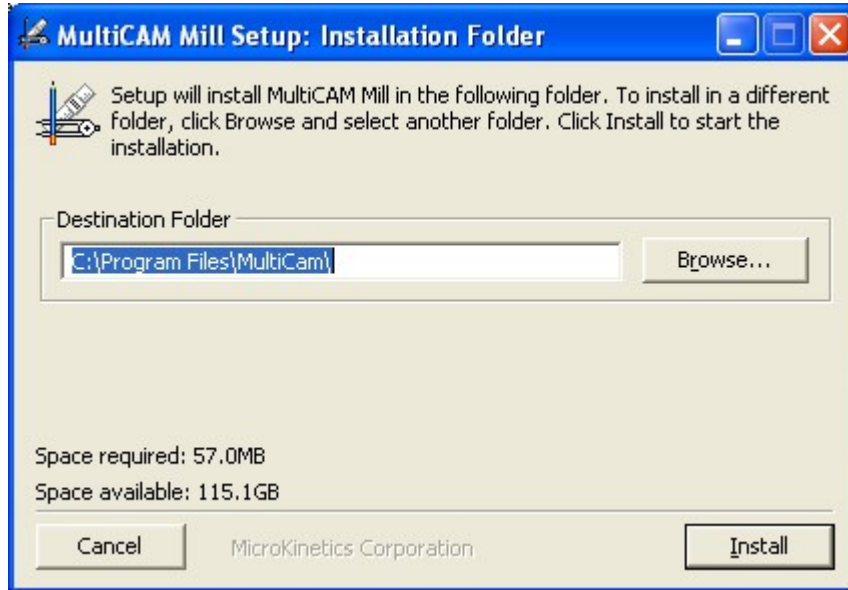 MultiCAM Mill Setup: Installation Folder
Setup will install MultiCAM Mill in the following folder. To install in a different
folder, click Browse and select another folder. Click Install to start the
installation.
Destination Folder
C:\Program Files\MultiCam\
Browse...
Space required: 57.0MB
Space available: 115.1GB
Cancel
MicroKinetics Corporation
Install